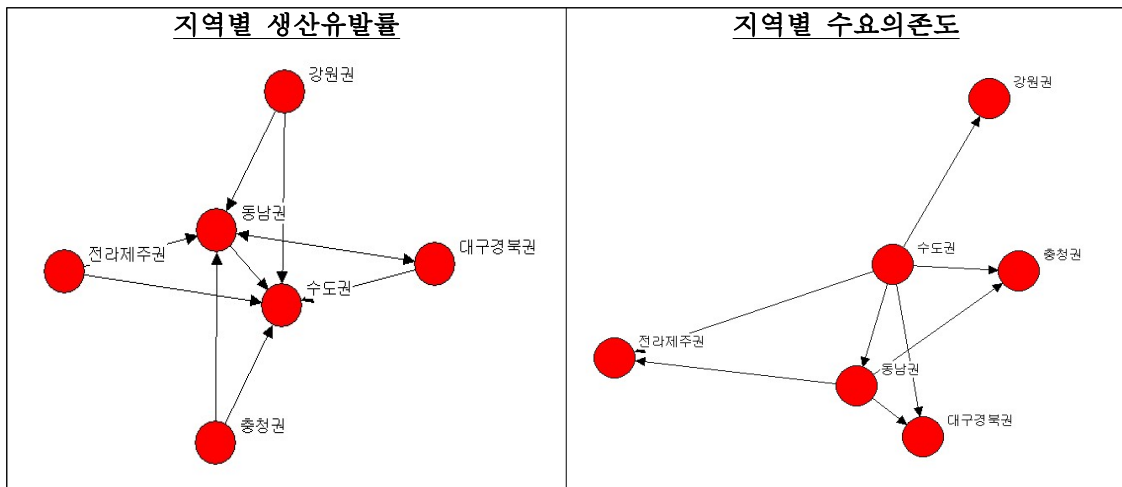 지역별 생산유발률
강원권
동남권
전라제주권
대구경북권
수도권
충청권
지역별 수요의존도
강원권
수도권
충청권
전라제주권
동남권
대구경북권